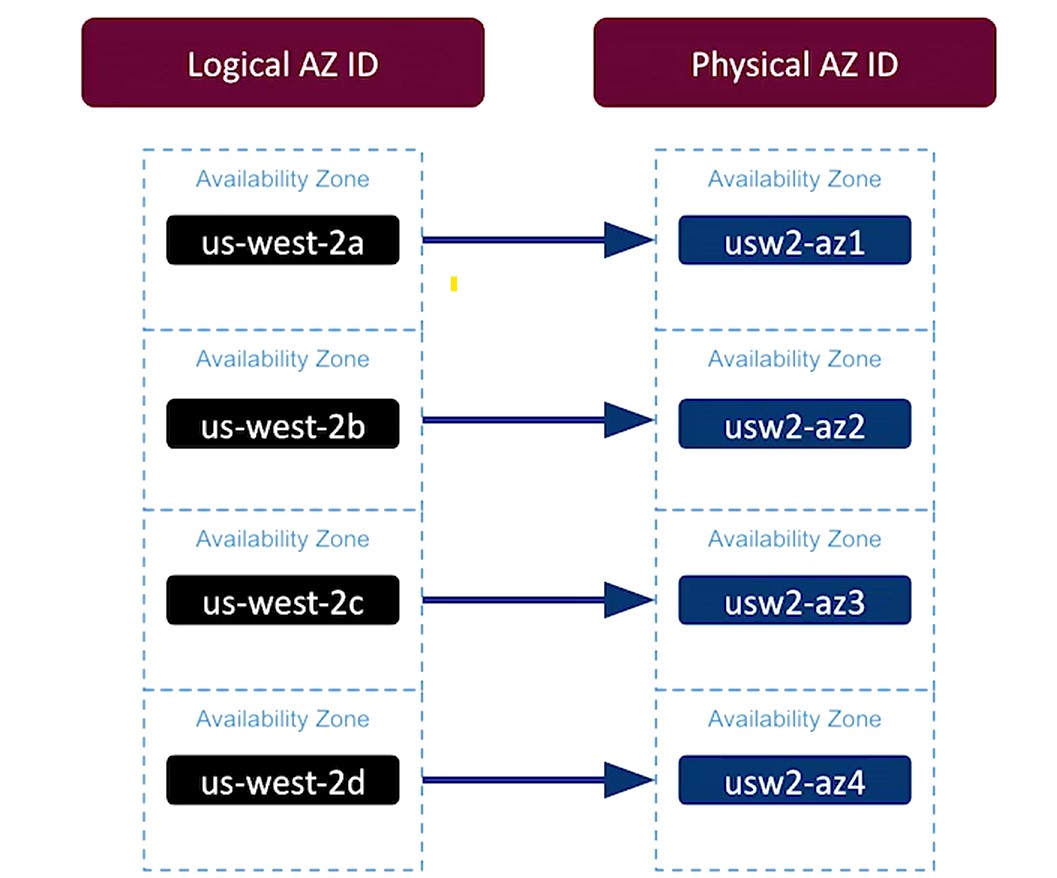 Logical AZ ID
Physical AZ ID
Availability Zone
us-west-2a
Availability Zone
usw2-az1
Availability Zone
us-west-2b
Availability Zone
usw2-az2
Availability Zone
us-west-2c
Availability Zone
usw2-az3
Availability Zone
us-west-2d
Availability Zone
usw2-az4